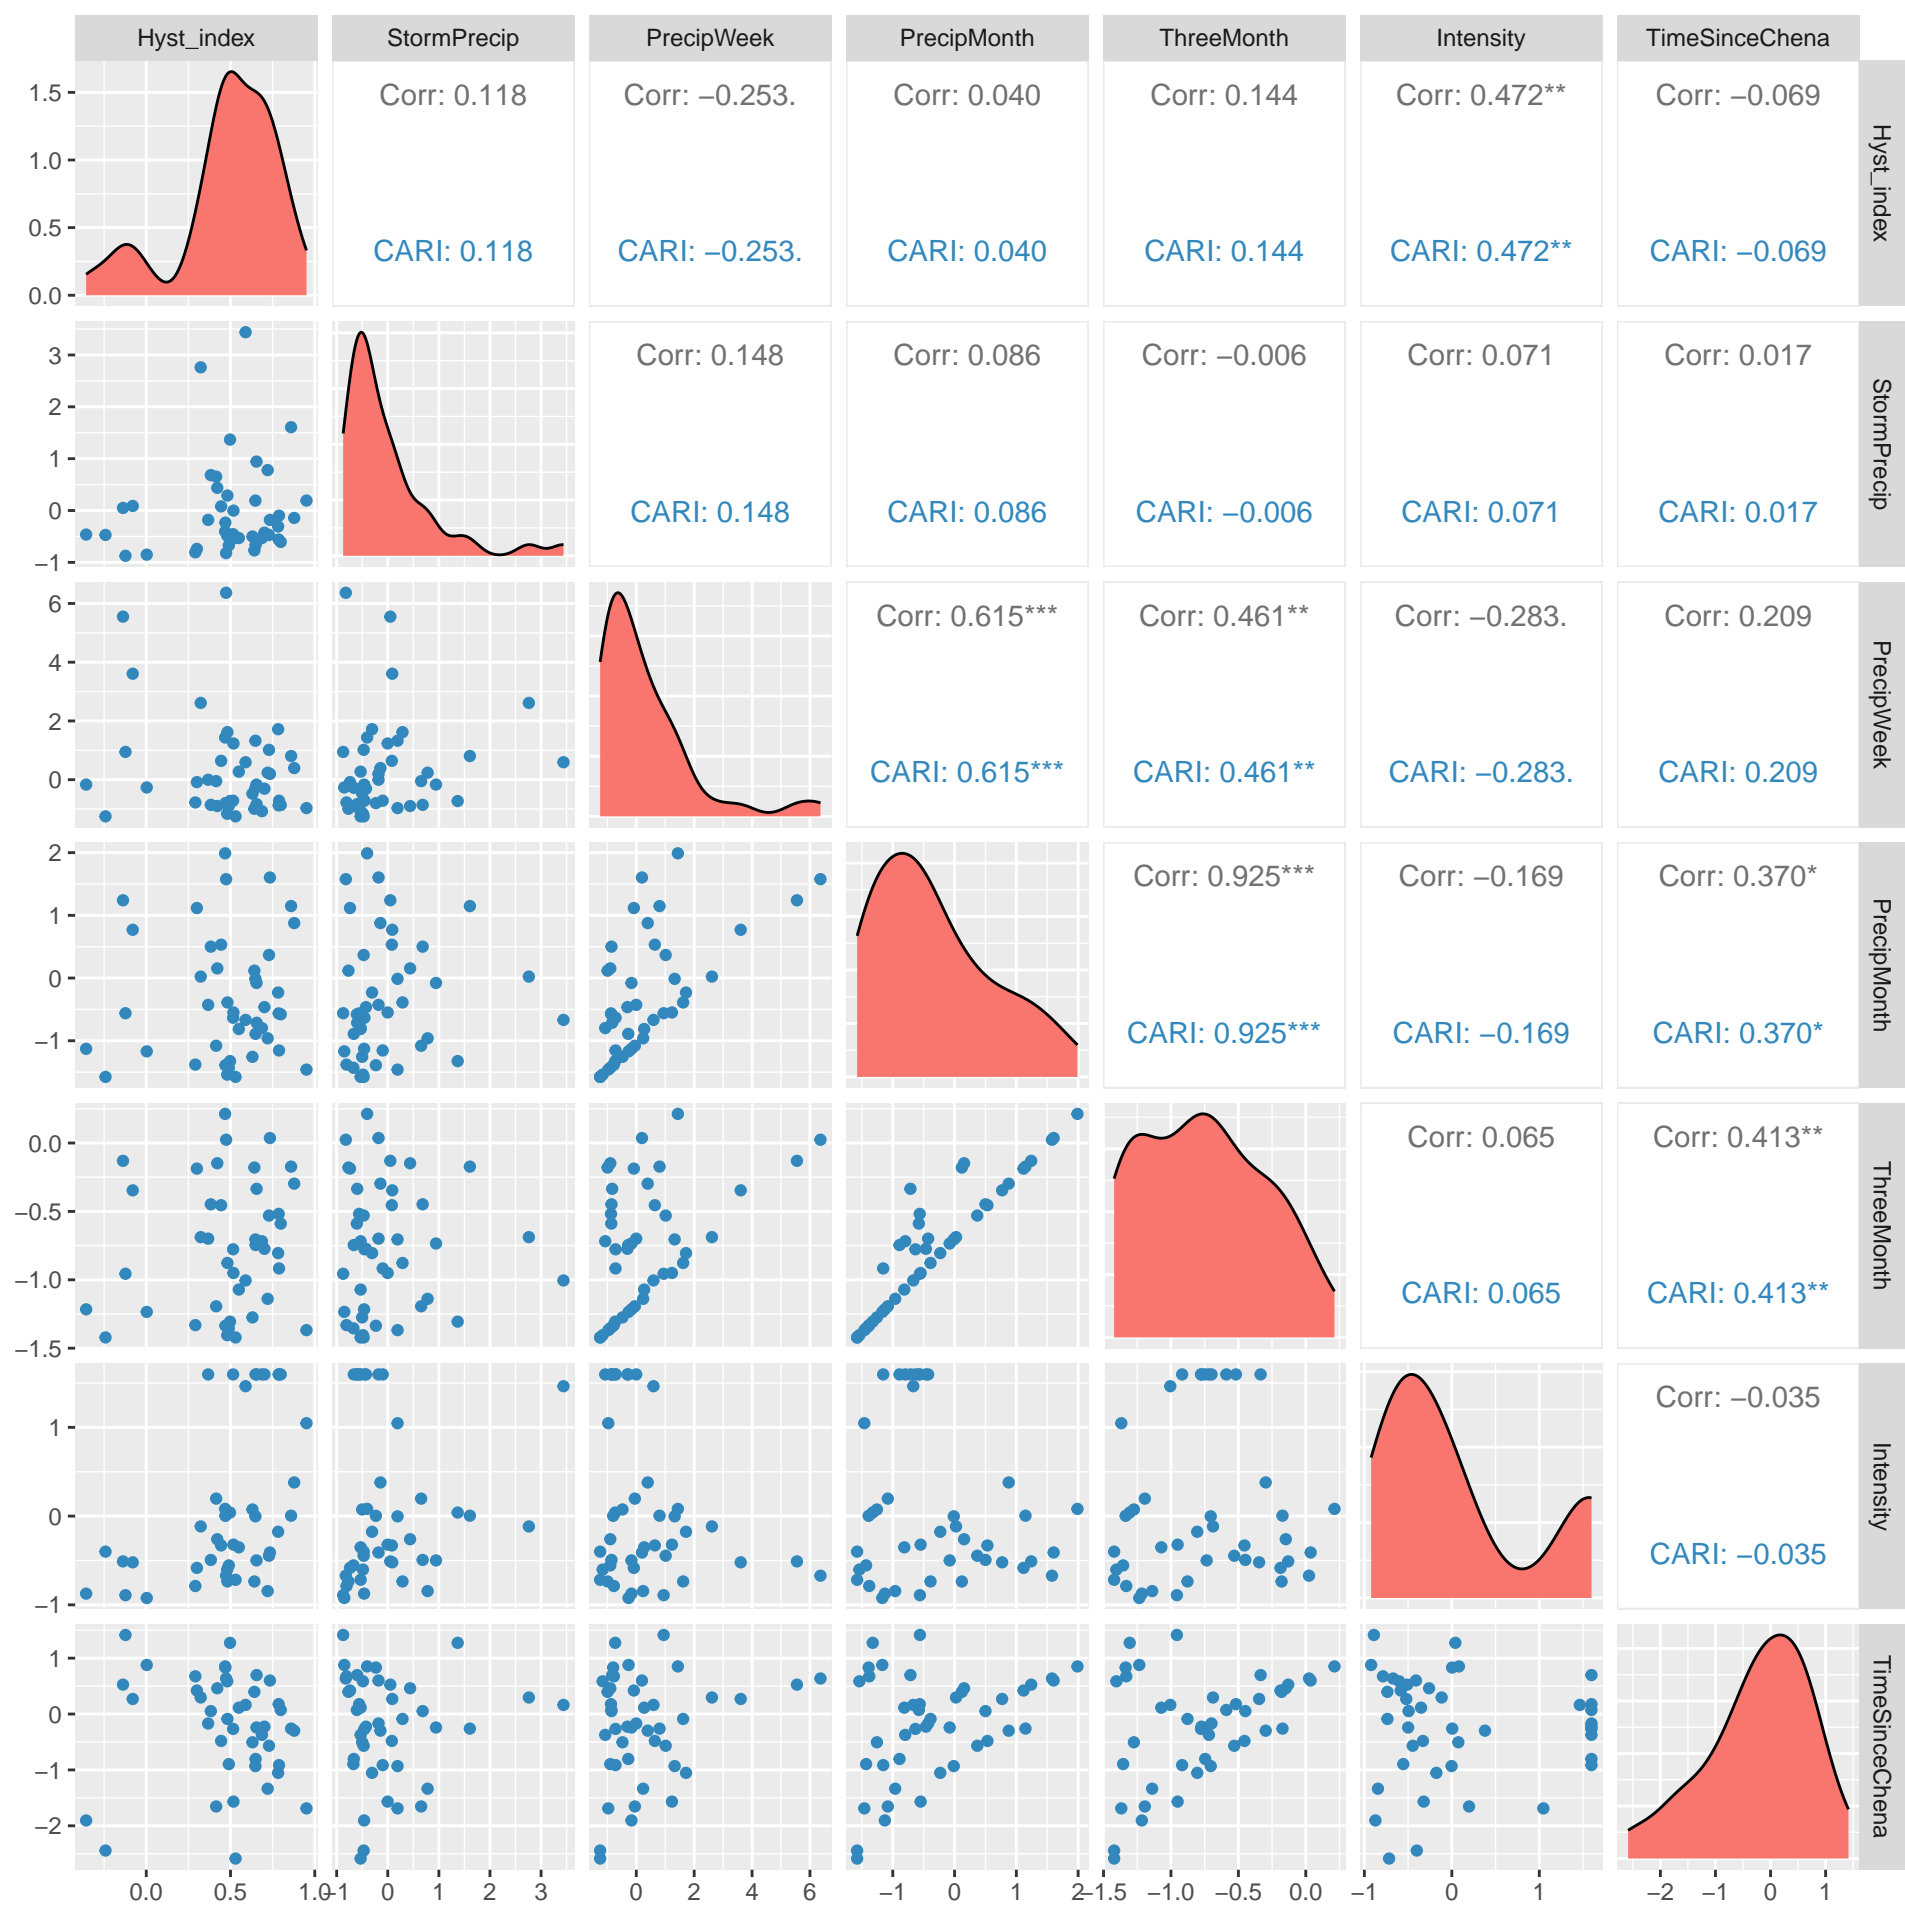 Hyst_index StormPrecip PrecipWeek PrecipMonth ThreeMonth Intensity TimeSinceChena
1.5 Corr: 0.118 Corr: −0.253. Corr: 0.040 Corr: 0.144 Corr: 0.472** Corr: −0.069
1.0
0.5
CARI: 0.118 CARI: −0.253. CARI: 0.040 CARI: 0.144 CARI: 0.472** CARI: −0.069
0.0
Hyst_index
3 Corr: 0.148 Corr: 0.086 Corr: −0.006 Corr: 0.071 Corr: 0.017
2
1
0 CARI: 0.148 CARI: 0.086 CARI: −0.006 CARI: 0.071 CARI: 0.017
−1
StormPrecip
6 Corr: 0.615*** Corr: 0.461** Corr: −0.283. Corr: 0.209
4
2
0 CARI: 0.615*** CARI: 0.461** CARI: −0.283. CARI: 0.209
PrecipWeek
2 Corr: 0.925*** Corr: −0.169 Corr: 0.370*
1
0
−1 CARI: 0.925*** CARI: −0.169 CARI: 0.370*
PrecipMonth
0.0 Corr: 0.065 Corr: 0.413**
−0.5
−1.0 CARI: 0.065 CARI: 0.413**
−1.5
ThreeMonth
Corr: −0.035
1
0
CARI: −0.035
−1
Intensity
1
0
−1
−2
TimeSinceChena
0.0 0.5 1.0 −1 0 1 2 3 0 2 4 6 −1 0 1 2 −1.5 −1.0 −0.5 0.0 −1 0 1 −2 −1 0 1